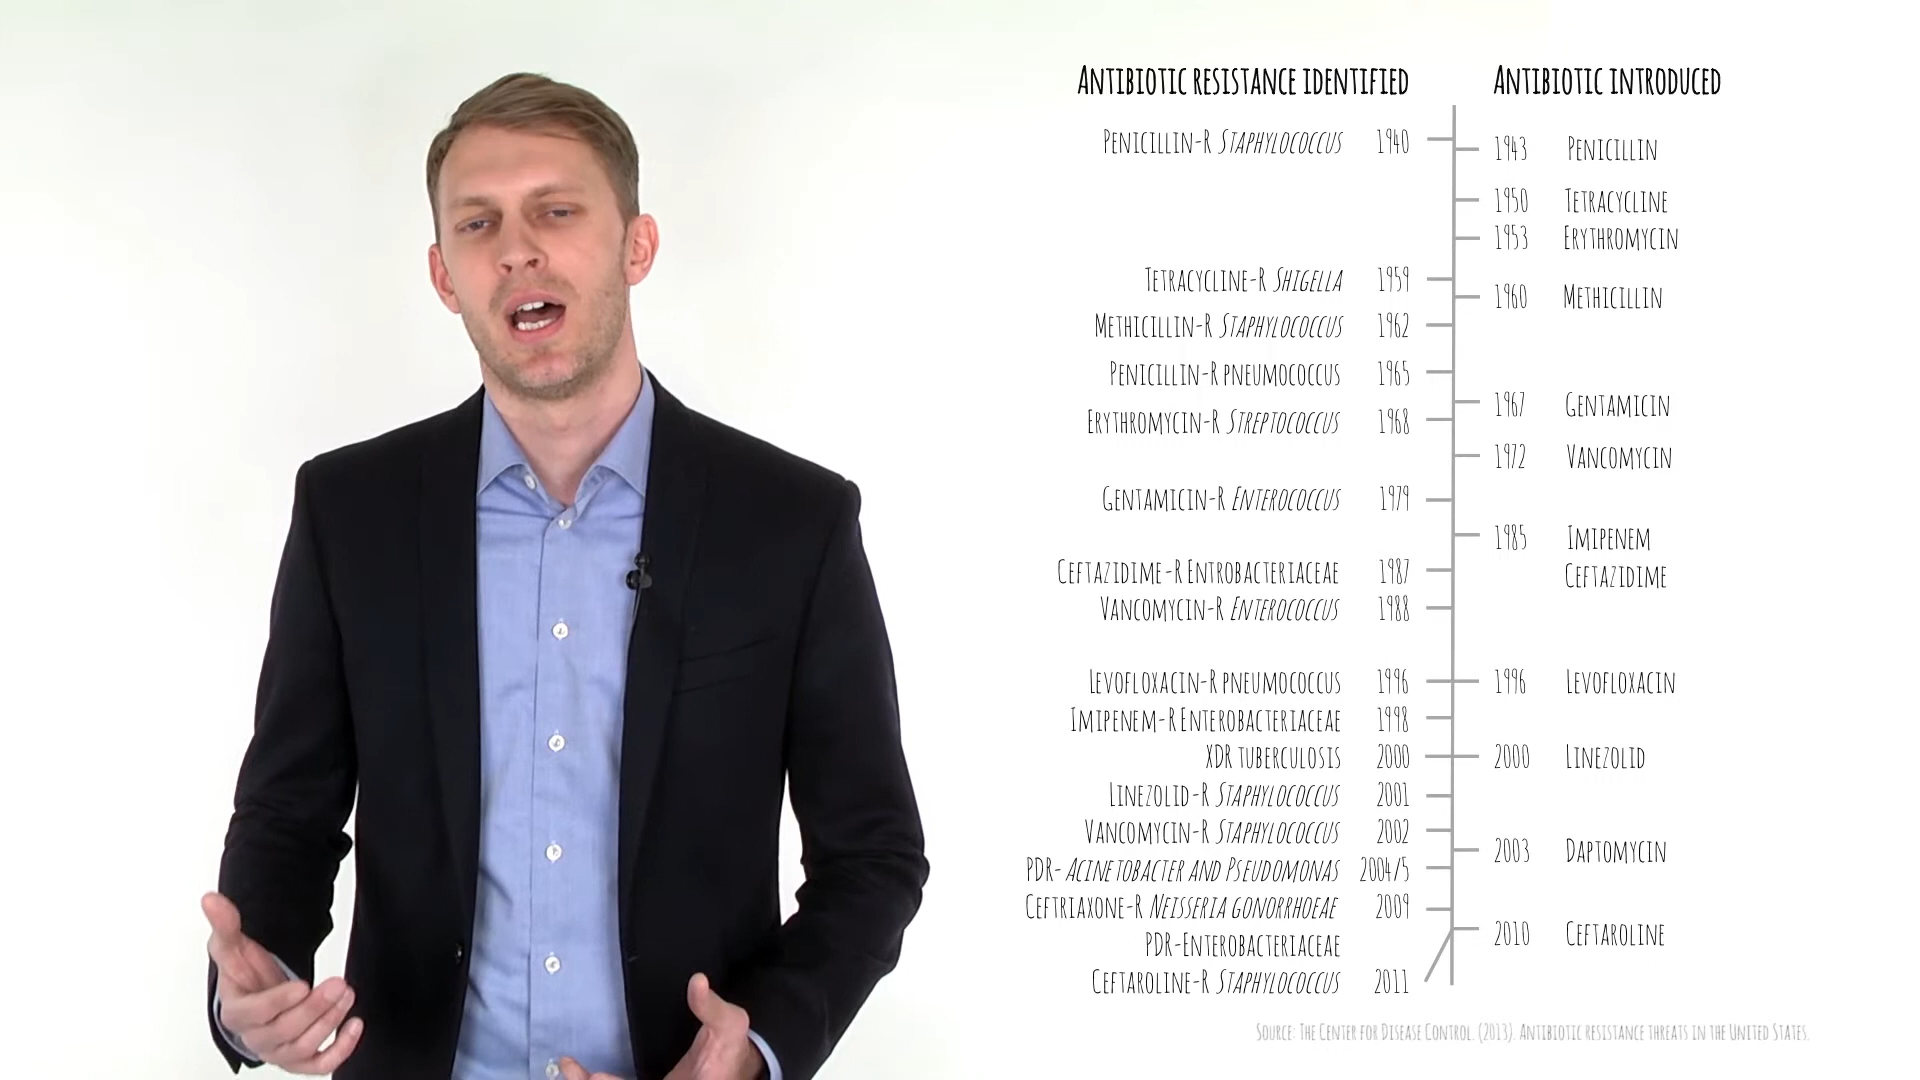 ANTIBIOTIC RESISTANCE IDENTIFIED
PENICILLIN-R STAPHYLOCOCCUS 1940
TETRACYCLINE-R SHIGELLA 1959
METHICILLIN-R STAPHYLOCOCCUS 1962
PENICILLIN-R PNEUMOCOCCUS 1965
ERYTHROMYCIN-R STREPTOCOCCUS 1968
GENTAMICIN-R ENTEROCOCCUS 1979
CEFTAZIDIME-R ENTROBACTERIACEAE 1987
VANCOMYCIN-R ENTEROCOCCUS 1988
LEVOFLOXACIN-R PNEUMOCOCCUS 1996
IMIPENEM-R ENTEROBACTERIACEAE 1998
XDR TUBERCULOSIS 2000
LINEZOLID-R STAPHYLOCOCCUS 2001
VANCOMYCIN-R STAPHYLOCOCCUS 2002
PDR- ACINETOBACTER AND PSEUDOMONAS 2004/5
CEFTRIAXONE-R NEISSERIA GONORRHOEAE 2009
PDR-ENTEROBACTERIACEAE
CEFTAROLINE-R STAPHYLOCOCCUS 2011
ANTIBIOTIC INTRODUCED
1943 PENICILLIN
1950 TETRACYCLINE
1953 ERYTHROMYCIN
1960 METHICILLIN
1967 GENTAMICIN
1972 VANCOMYCIN
1985 IMIPENEM
CEFTAZIDIME
1996 LEVOFLOXACIN
2000 LINEZOLID
2003 DAPTOMYCIN
2010 CEFTAROLINE
SOURCE: THE CENTER FOR DISEASE CONTROL. (2013). ANTIBIOTIC RESISTANCE THREATS IN THE UNITED STATES.